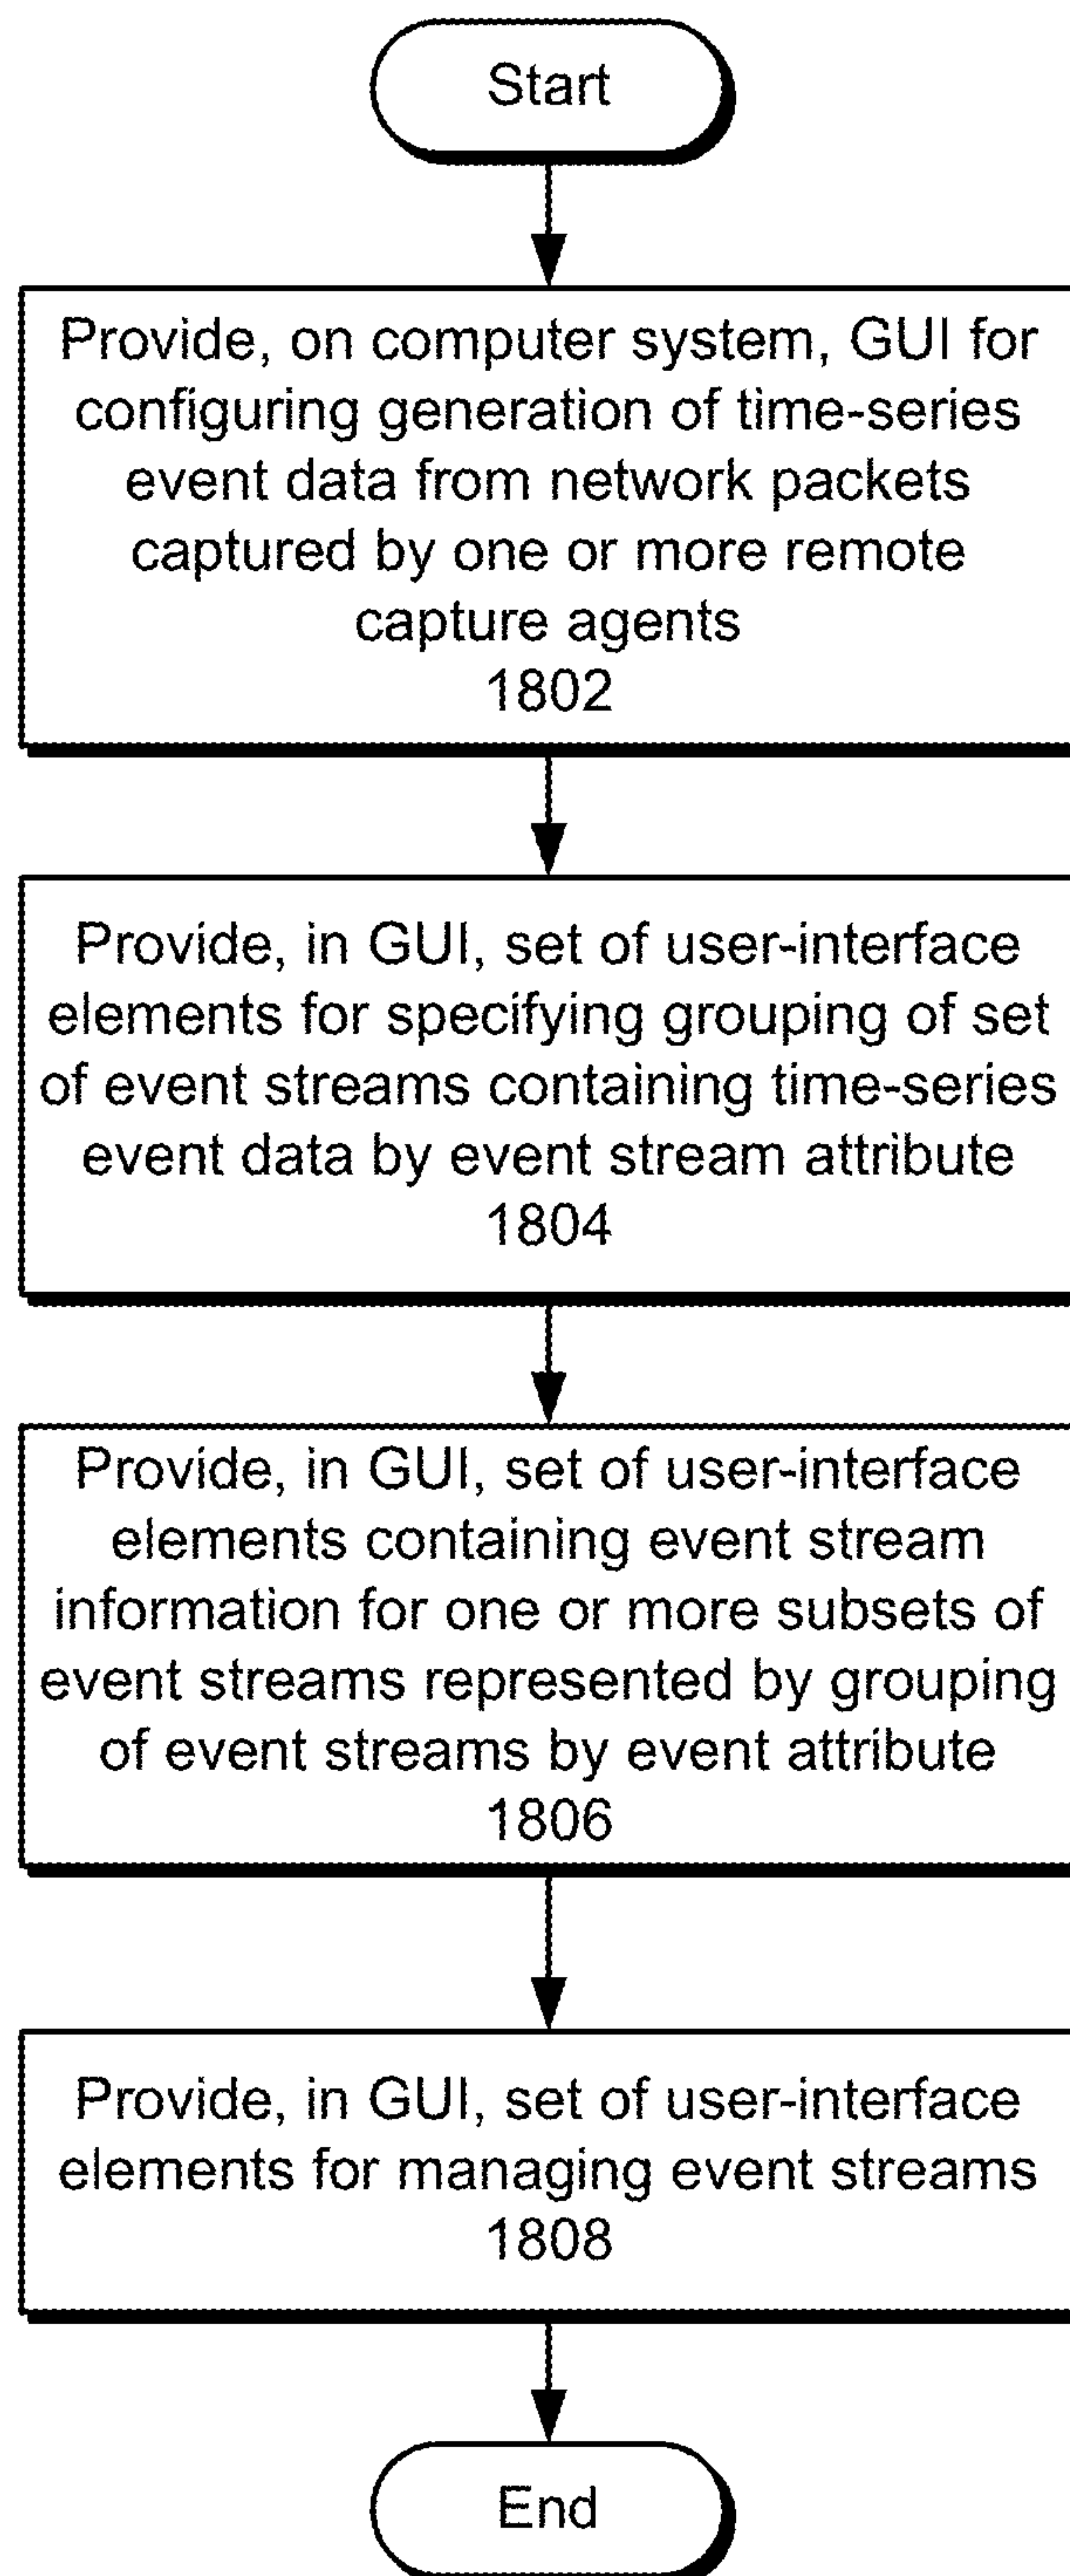 Start
Provide, on computer system, GUI for
configuring generation of time-series
event data from network packets
captured by one or more remote
capture agents
1802
Provide, in GUI, set of user-interface
elements for specifying grouping of set
of event streams containing time-series
event data by event stream attribute
1804
Provide, in GUI, set of user-interface
elements containing event stream
information for one or more subsets of
event streams represented by grouping
of event streams by event attribute
1806
Provide, in GUI, set of user-interface
elements for managing event streams
1808
End